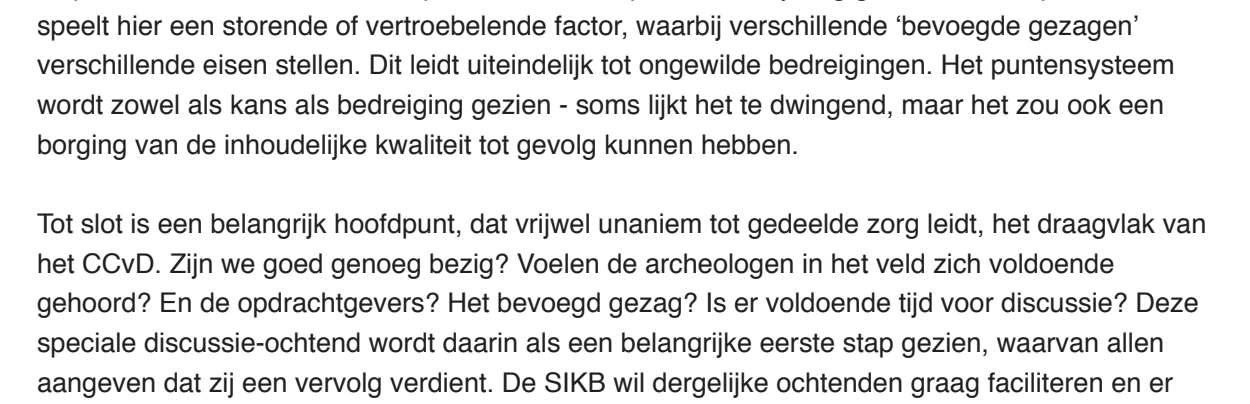 speelt hier een storende of vertroebelende factor, waarbij verschillende ‘bevoegde gezagen’
verschillende eisen stellen. Dit leidt uiteindelijk tot ongewilde bedreigingen. Het puntensysteem
wordt zowel als kans als bedreiging gezien - soms lijkt het te dwingend, maar het zou ook een
borging van de inhoudelijke kwaliteit tot gevolg kunnen hebben.
Tot slot is een belangrijk hoofdpunt, dat vrijwel unaniem tot gedeelde zorg leidt, het draagvlak van
het CCvD. Zijn we goed genoeg bezig? Voelen de archeologen in het veld zich voldoende
gehoord? En de opdrachtgevers? Het bevoegd gezag? Is er voldoende tijd voor discussie? Deze
speciale discussie-ochtend wordt daarin als een belangrijke eerste stap gezien, waarvan allen
aangeven dat zij een vervolg verdient. De SIKB wil dergelijke ochtenden graag faciliteren en er